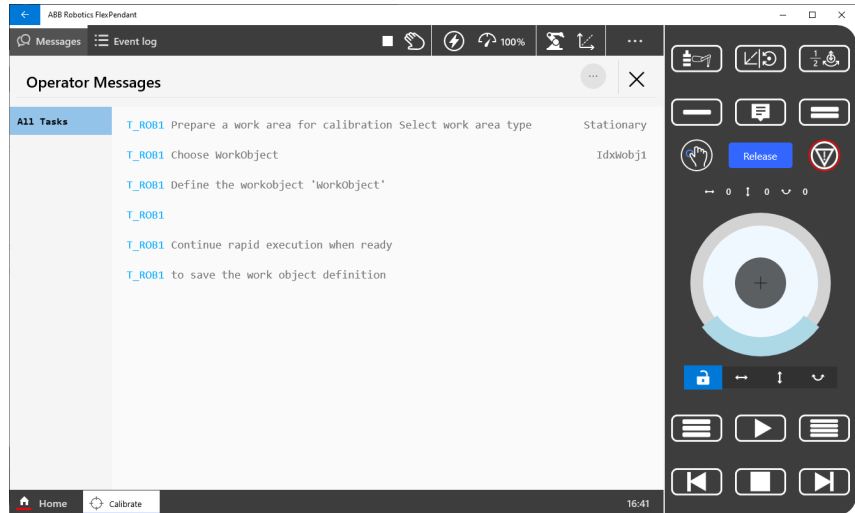 ABB Robotics FlexPendant
Messages Event log 100% ...
Operator Messages ...
All Tasks
T_ROB1 Prepare a work area for calibration Select work area type Stationary
T_ROB1 Choose WorkObject IdxWobj1
T_ROB1 Define the workobject 'WorkObject'
T_ROB1
T_ROB1 Continue rapid execution when ready
T_ROB1 to save the work object definition
Home Calibrate 16:41
1
2
Release
0 0 0